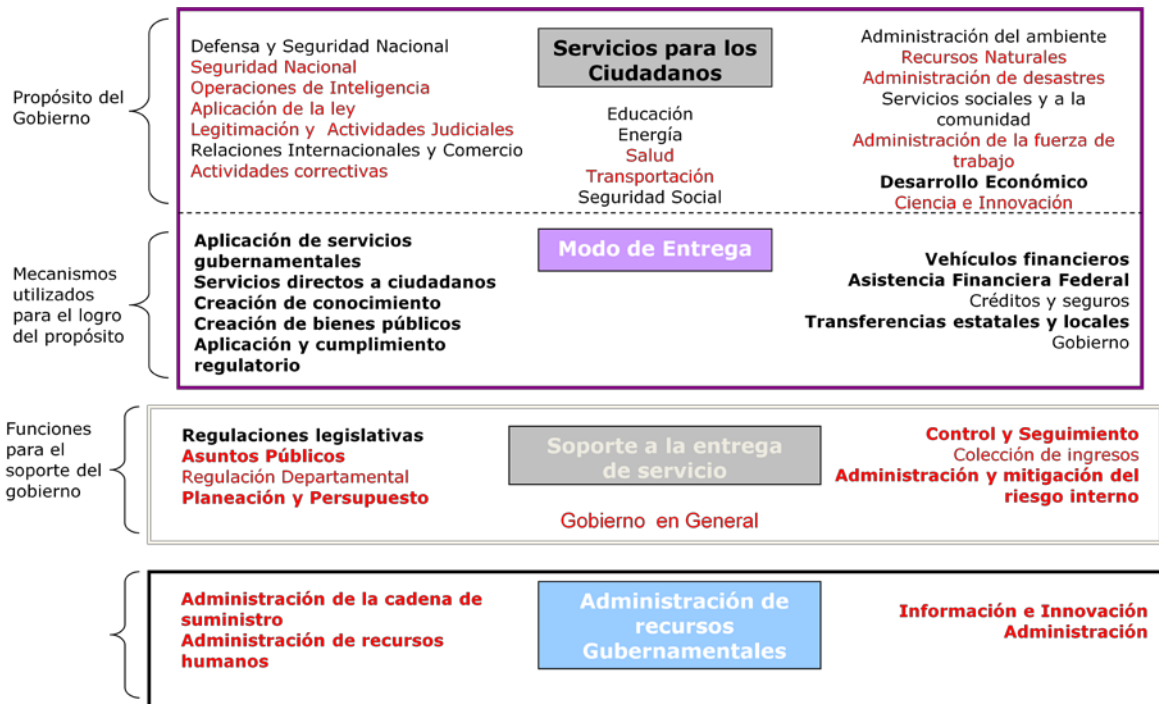 Propósito del
Gobierno
Defensa y Seguridad Nacional
Seguridad Nacional
Operaciones de Inteligencia
Aplicación de la ley
Legitimación y Actividades Judiciales
Relaciones Internacionales y Comercio
Actividades correctivas
Servicios para los
Ciudadanos
Educación
Energía
Salud
Transportación
Seguridad Social
Administración del ambiente
Recursos Naturales
Administración de desastres
Servicios sociales y a la
comunidad
Administración de la fuerza de
trabajo
Desarrollo Económico
Ciencia e Innovación
Mecanismos
utilizados
para el logro
del propósito
Aplicación de servicios
gubernamentales
Servicios directos a ciudadanos
Creación de conocimiento
Creación de bienes públicos
Aplicación y cumplimiento
regulatorio
Modo de Entrega
Vehículos financieros
Asistencia Financiera Federal
Créditos y seguros
Transferencias estatales y locales
Gobierno
Funciones
para el
soporte del
gobierno
Regulaciones legislativas
Asuntos Públicos
Regulación Departamental
Planeación y Persupuesto
Soporte a la entrega
de servicio
Gobierno en General
Control y Seguimiento
Colección de ingresos
Administración y mitigación del
riesgo interno
Administración de la cadena de
suministro
Administración de recursos
humanos
Administración de
recursos
Gubernamentales
Información e Innovación
Administración